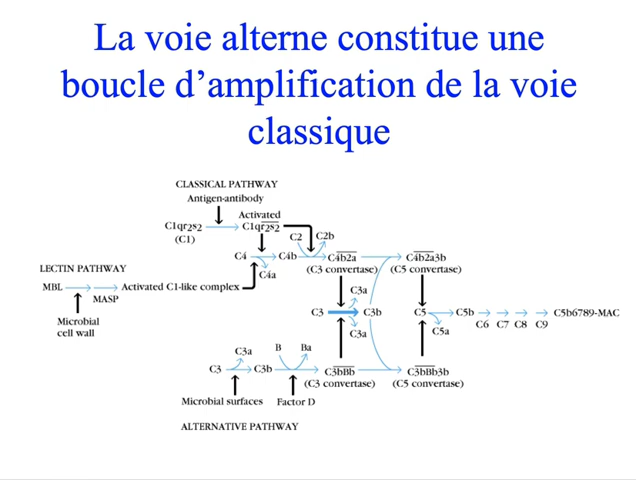 La voie alterne constitue une
boucle d'amplification de la voie
classique
CLASSICAL PATHWAY
Antigen-antibody
Activated
C1qr2s2
C1qr2s2
(C1)
C2
C2b
C4
C4b
C4b2a
C4b2a3b
(C3 convertase)
(C5 convertase)
C4a
LECTIN PATHWAY
MBL
Activated C1-like complex
MASP
Microbial
cell wall
C3a
C3
C3b
C5
C5b
C5b6789-MAC
C6 C7 C8 C9
C3a
C5a
C3a
B
Ba
C3
C3b
C3bBb
C3bBb3b
(C3 convertase)
(C5 convertase)
Microbial surfaces
Factor D
ALTERNATIVE PATHWAY